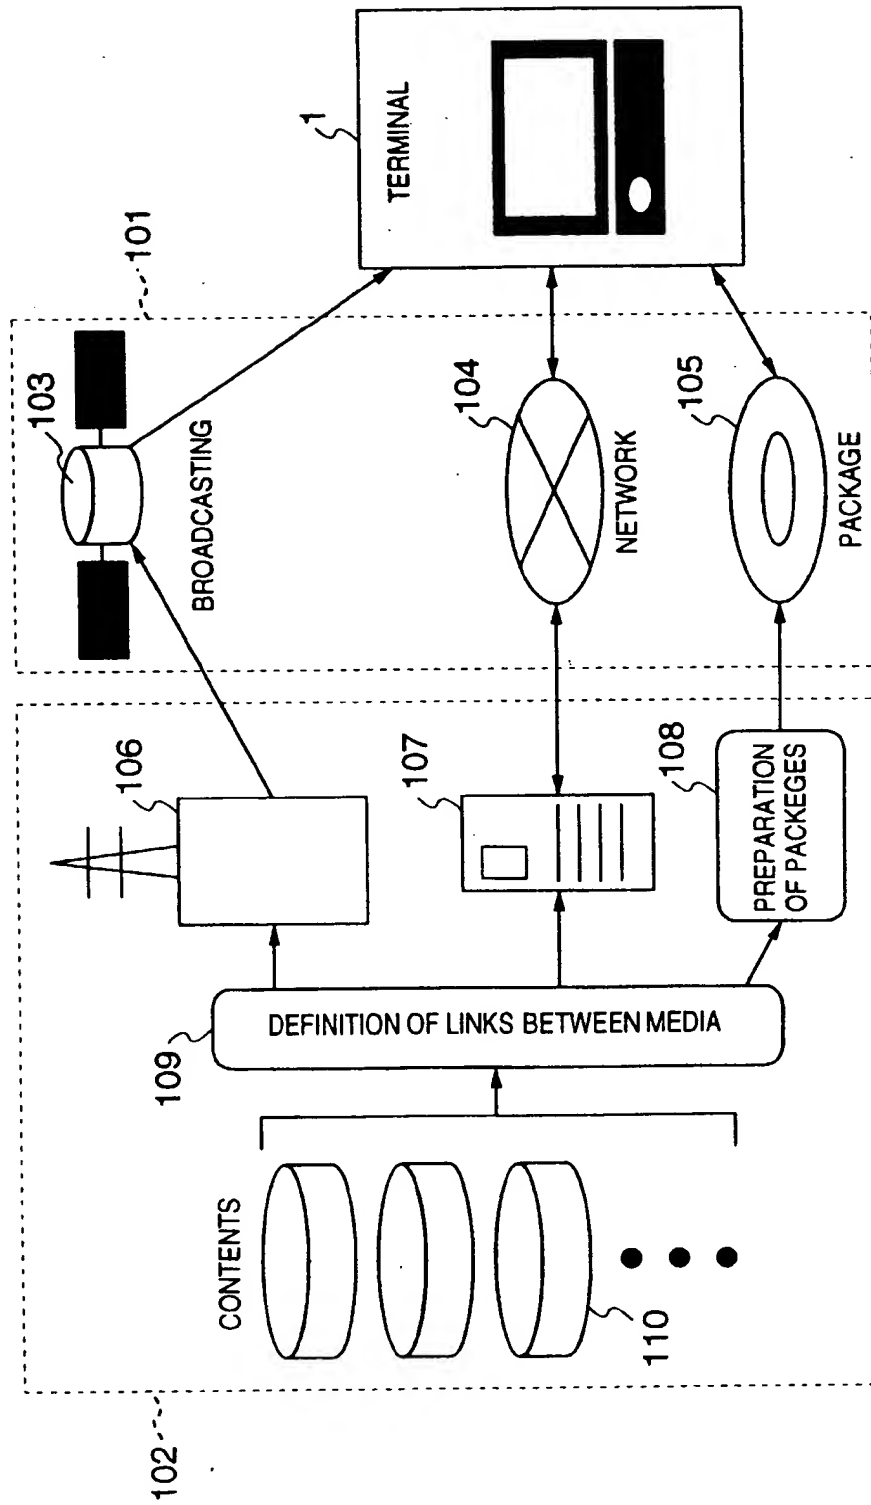 102
CONTENTS
110
109
DEFINITION OF LINKS BETWEEN MEDIA
106
107
108
PREPARATION
OF PACKEGES
101
103
BROADCASTING
104
NETWORK
105
PACKAGE
1
TERMINAL